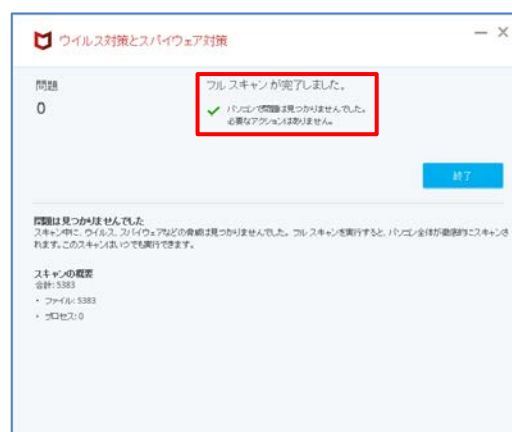 ウイルス対策とスパイウェア対策
問題
0
フル スキャンが完了しました。
パソコンで問題は見つかりませんでした。
必要なアクションはありません。
終了
問題は見つかりませんでした
スキャン中に、ウイルス、スパイウェアなどの脅威は見つかりませんでした。フル スキャンを実行すると、パソコン全体が徹底的にスキャンさ
れます。このスキャンはいつでも実行できます。
スキャンの概要
合計: 5383
• ファイル: 5383
• プロセス: 0